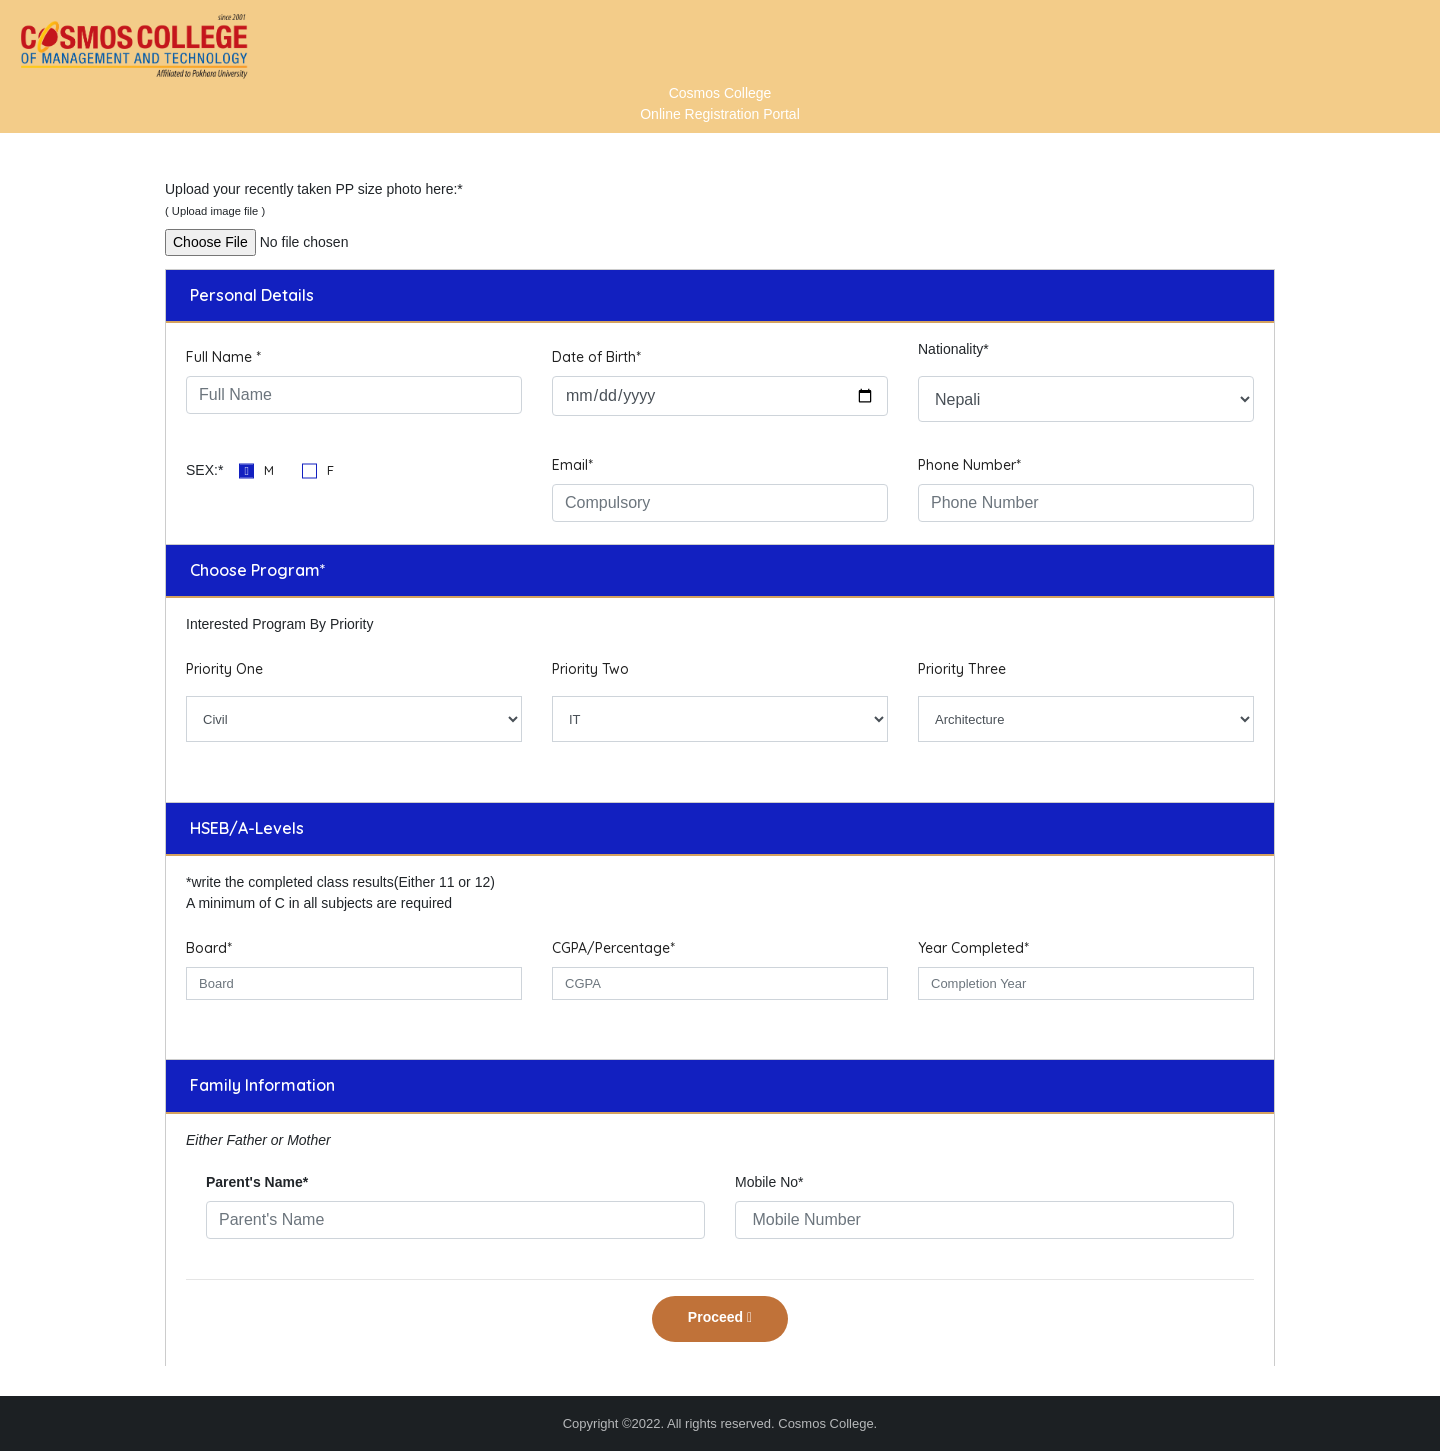 since 2001
COSMOS COLLEGE
OF MANAGEMENT AND TECHNOLOGY
Affiliated to Pokhara University
Cosmos College
Online Registration Portal
Upload your recently taken PP size photo here:*
( Upload image file )
Choose File No file chosen
Personal Details
Full Name * Date of Birth* Nationality*
Full Name mm/dd/yyyy Nepali
SEX:* M F Email* Phone Number*
Compulsory Phone Number
Choose Program*
Interested Program By Priority
Priority One Priority Two Priority Three
Civil IT Architecture
HSEB/A-Levels
*write the completed class results(Either 11 or 12)
A minimum of C in all subjects are required
Board* CGPA/Percentage* Year Completed*
Board CGPA Completion Year
Family Information
Either Father or Mother
Parent's Name* Mobile No*
Parent's Name Mobile Number
Proceed
Copyright ©2022. All rights reserved. Cosmos College.